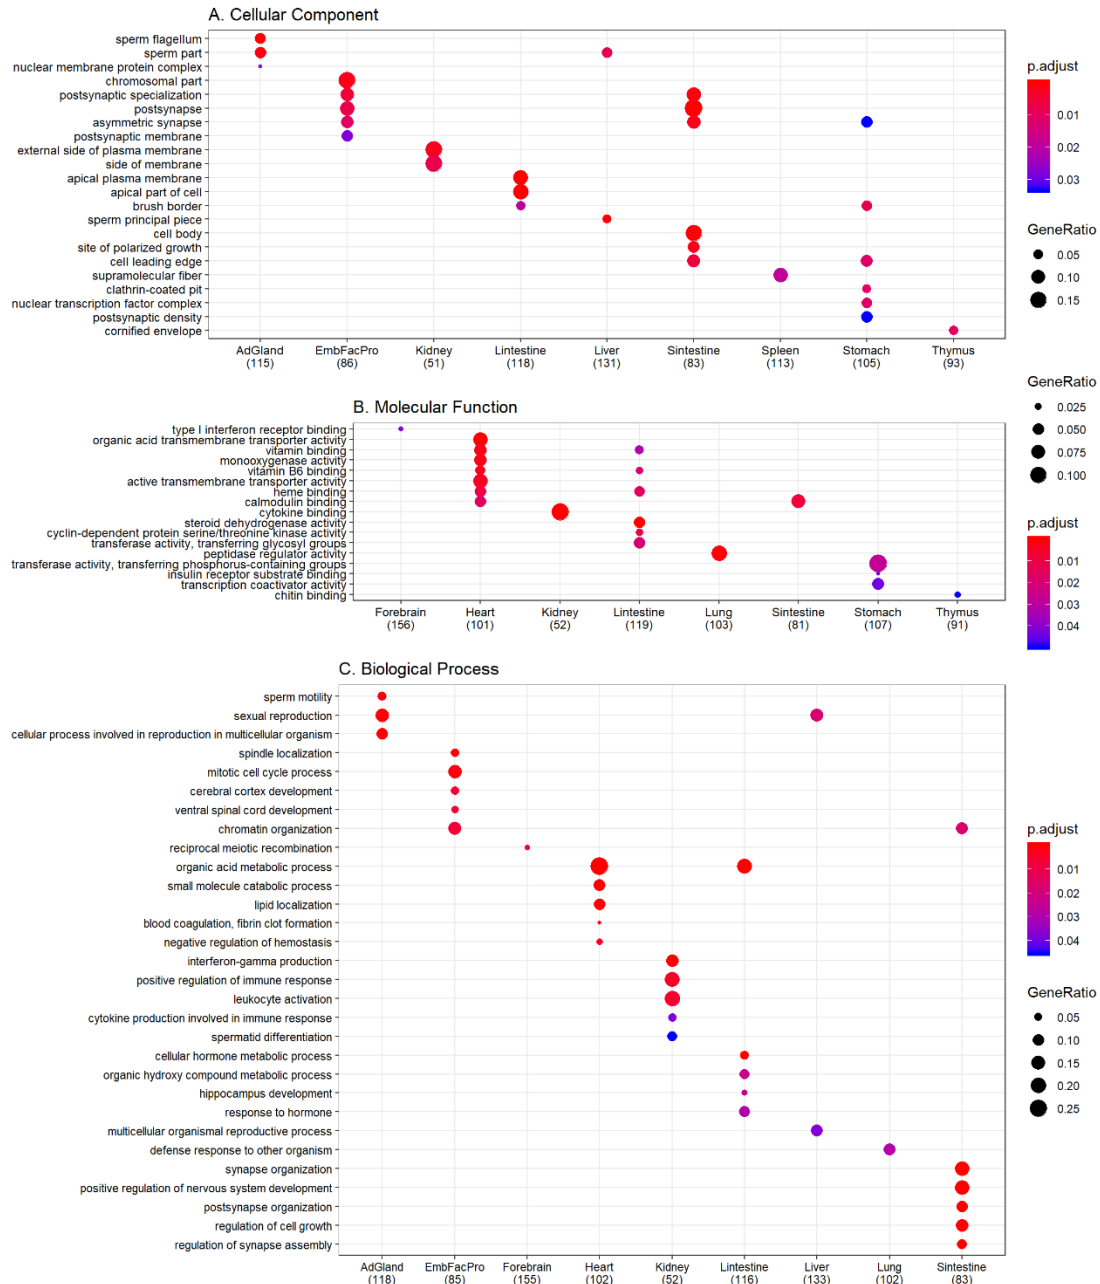 A. Cellular Component
sperm flagellum
sperm part
nuclear membrane protein complex
chromosomal part
postsynaptic specialization
postsynapse
asymmetric synapse
postsynaptic membrane
external side of plasma membrane
side of membrane
apical plasma membrane
apical part of cell
brush border
sperm principal piece
cell body
site of polarized growth
cell leading edge
supramolecular fiber
clathrin-coated pit
nuclear transcription factor complex
postsynaptic density
cornified envelope
AdGland EmbFacPro Kidney Lintestine Liver Sintestine Spleen Stomach Thymus
(115) (86) (51) (118) (131) (83) (113) (105) (93)
p.adjust
0.01
0.02
0.03
GeneRatio
0.05
0.10
0.15
B. Molecular Function
type I interferon receptor binding
organic acid transmembrane transporter activity
vitamin binding
monooxygenase activity
vitamin B6 binding
active transmembrane transporter activity
heme binding
calmodulin binding
cytokine binding
steroid dehydrogenase activity
cyclin-dependent protein serine/threonine kinase activity
transferase activity, transferring glycosyl groups
peptidase regulator activity
transferase activity, transferring phosphorus-containing groups
insulin receptor substrate binding
transcription coactivator activity
chitin binding
Forebrain Heart Kidney Lintestine Lung Sintestine Stomach Thymus
(156) (101) (52) (119) (103) (81) (107) (91)
GeneRatio
0.025
0.050
0.075
0.100
p.adjust
0.01
0.02
0.03
0.04
C. Biological Process
sperm motility
sexual reproduction
cellular process involved in reproduction in multicellular organism
spindle localization
mitotic cell cycle process
cerebral cortex development
ventral spinal cord development
chromatin organization
reciprocal meiotic recombination
organic acid metabolic process
small molecule catabolic process
lipid localization
blood coagulation, fibrin clot formation
negative regulation of hemostasis
interferon-gamma production
positive regulation of immune response
leukocyte activation
cytokine production involved in immune response
spermatid differentiation
cellular hormone metabolic process
organic hydroxy compound metabolic process
hippocampus development
response to hormone
multicellular organismal reproductive process
defense response to other organism
synapse organization
positive regulation of nervous system development
postsynapse organization
regulation of cell growth
regulation of synapse assembly
AdGland EmbFacPro Forebrain Heart Kidney Lintestine Liver Lung Sintestine
(118) (85) (155) (102) (52) (116) (133) (102) (83)
p.adjust
0.01
0.02
0.03
0.04
GeneRatio
0.05
0.10
0.15
0.20
0.25